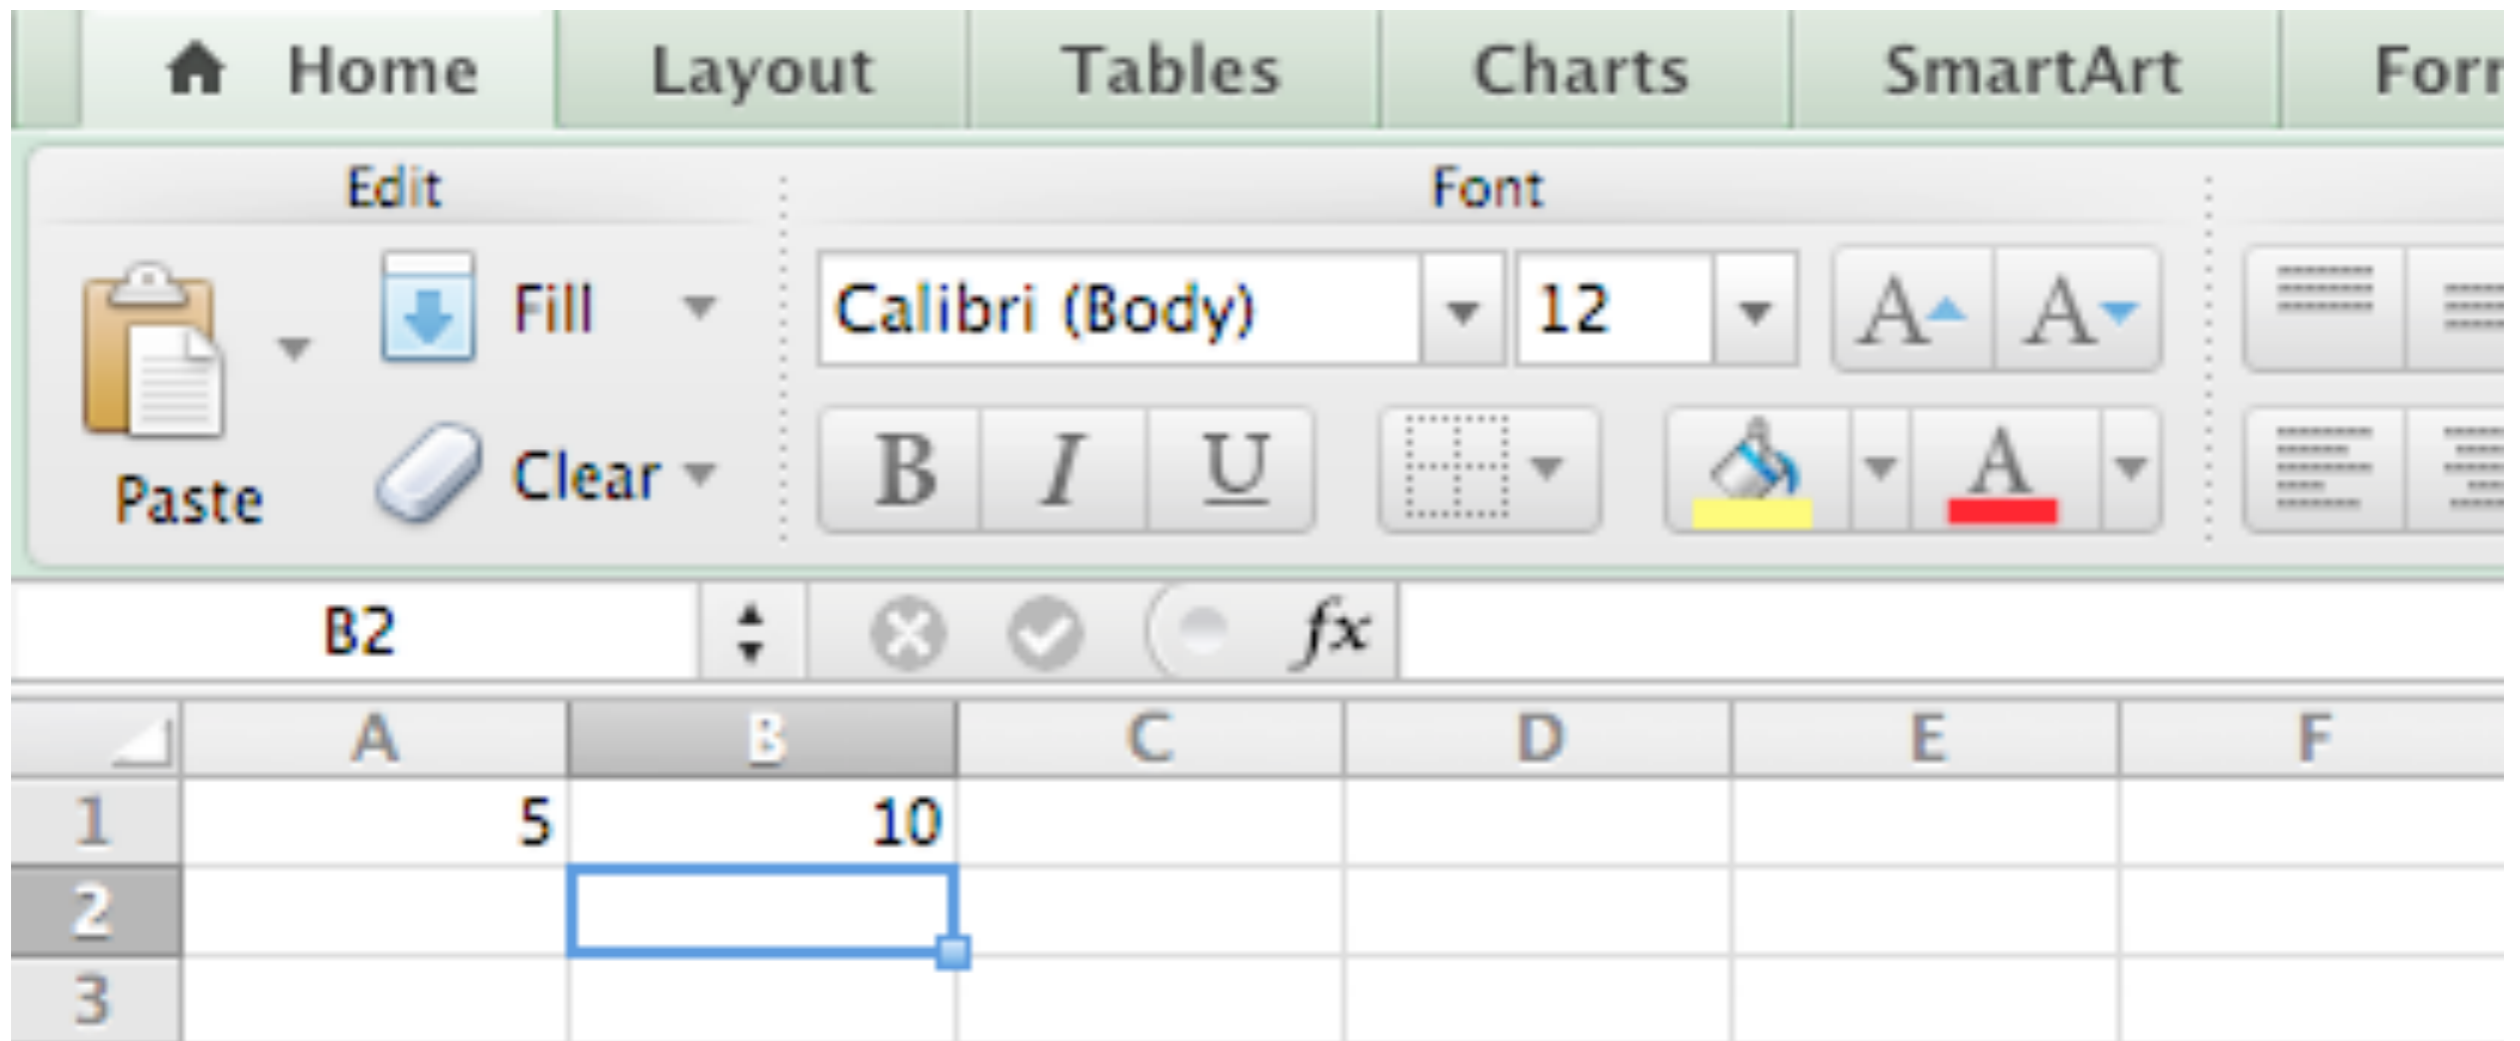 Home Layout Tables Charts SmartArt
Edit Font
Fill Calibri (Body) 12 A A
Paste Clear B I U A
B2 fx
A B C D E F
1 5 10
2
3